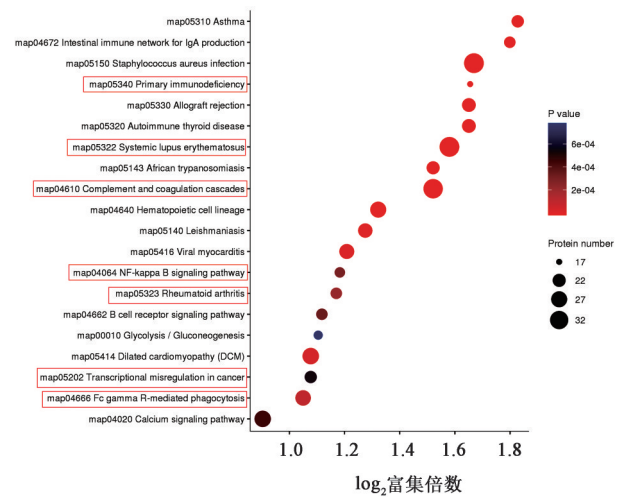 map05310 Asthma
map04672 Intestinal immune network for IgA production
map05150 Staphylococcus aureus infection
map05340 Primary immunodeficiency
map05330 Allograft rejection
map05320 Autoimmune thyroid disease
map05322 Systemic lupus erythematosus
map05143 African trypanosomiasis
map04610 Complement and coagulation cascades
map04640 Hematopoietic cell lineage
map05140 Leishmaniasis
map05416 Viral myocarditis
map04064 NF-kappa B signaling pathway
map05323 Rheumatoid arthritis
map04662 B cell receptor signaling pathway
map00010 Glycolysis / Gluconeogenesis
map05414 Dilated cardiomyopathy (DCM)
map05202 Transcriptional misregulation in cancer
map04666 Fc gamma R-mediated phagocytosis
map04020 Calcium signaling pathway
1.0 1.2 1.4 1.6 1.8
log₂富集倍数
P value
6e-04
4e-04
2e-04
Protein number
17
22
27
32